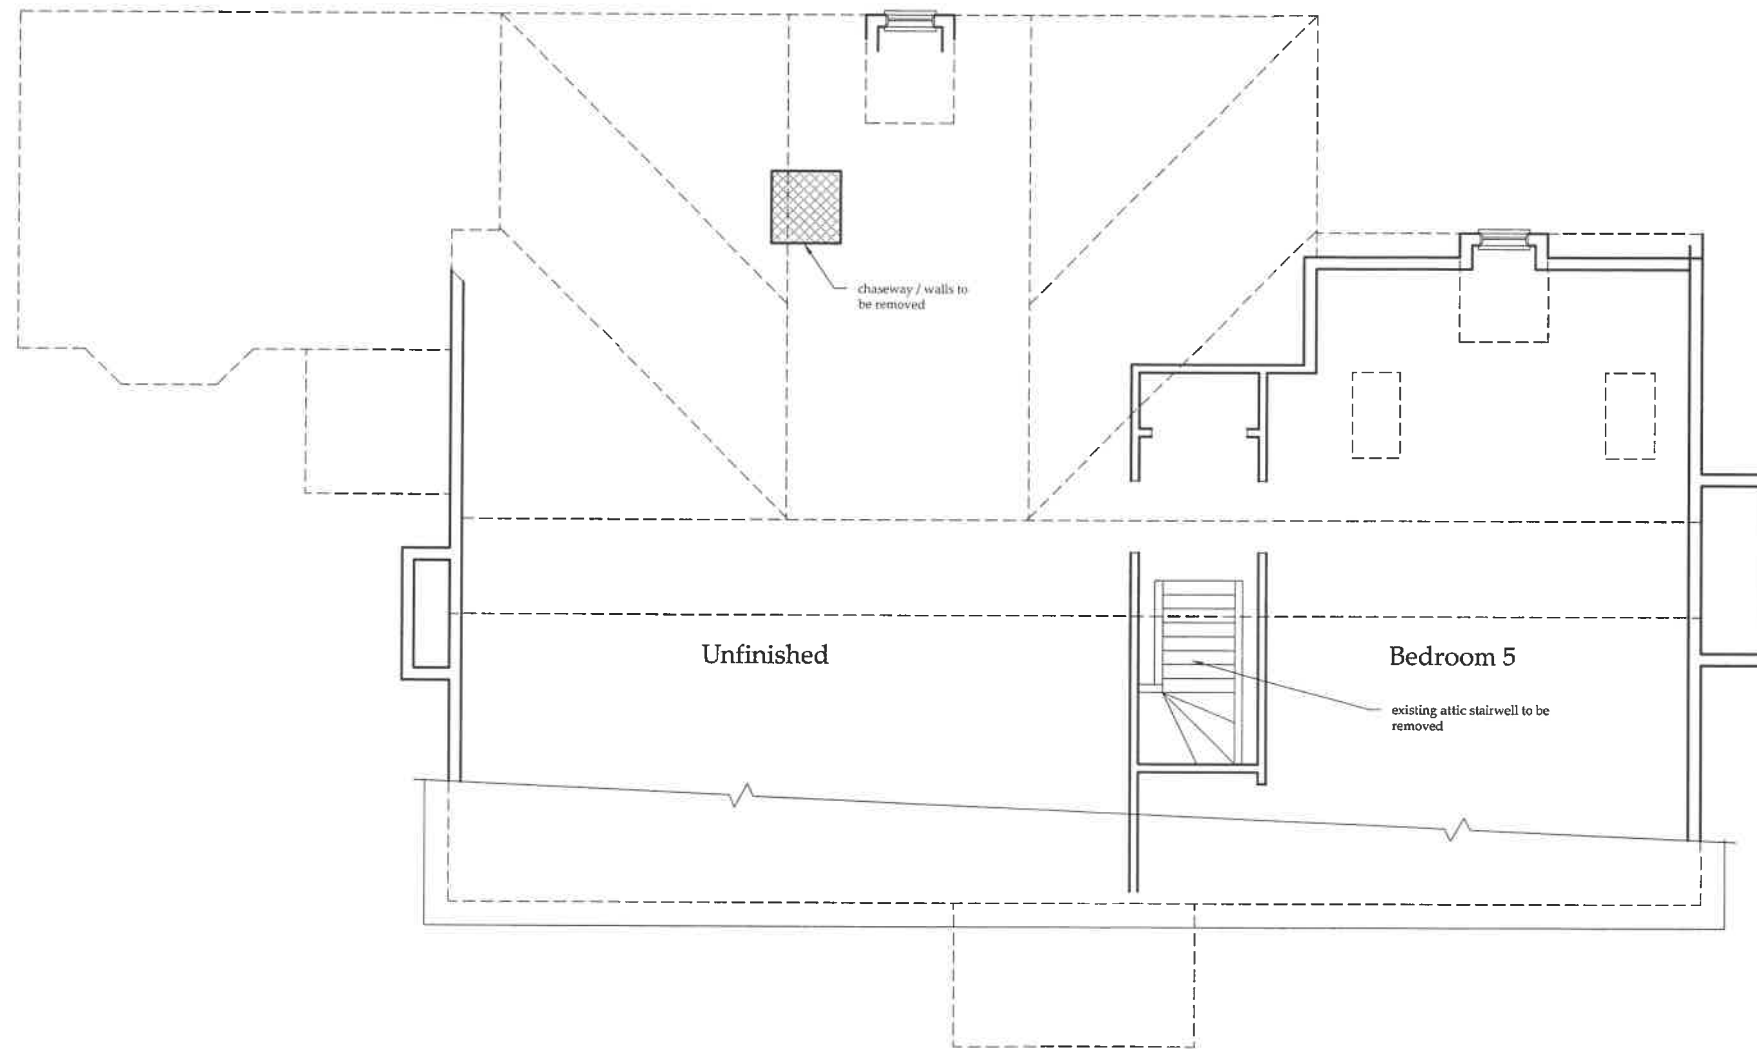 chaseway / walls to
be removed
Unfinished
Bedroom 5
existing attic stairwell to be
removed